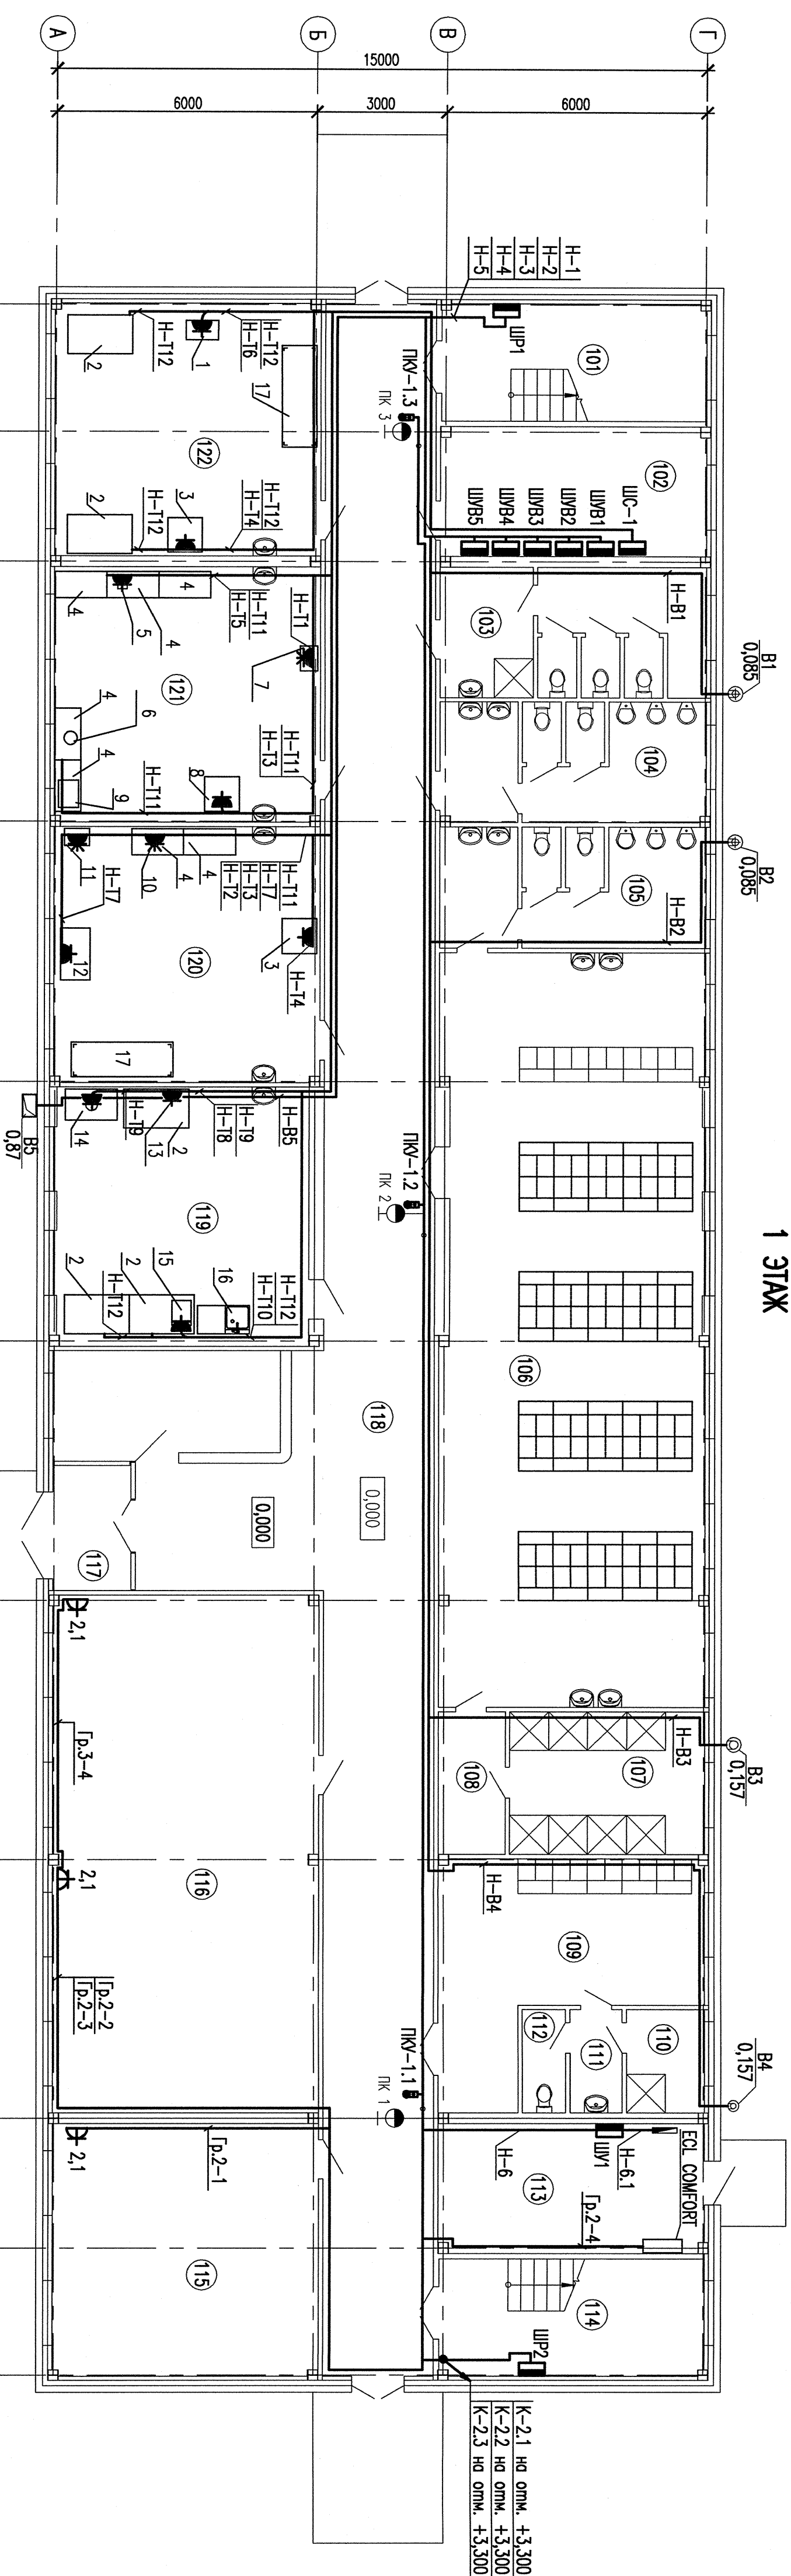 1 ЭТАЖ
А
Б
В
Г
15000
6000
3000
6000
Н-1
Н-2
Н-3
Н-4
Н-5
ШР1
101
102
ШС-1
ШУВ1
ШУВ2
ШУВ3
ШУВ4
ШУВ5
ПКУ-1.3
ПК 3
Н-Т12
2
Н-Т12
Н-Т6
1
17
122
2
Н-Т12
3
Н-Т12
Н-Т4
103
Н-В1
В1
0,085
104
105
Н-В2
В2
0,085
4
4
4
5
Н-Т11
Н-Т5
Н-Т1
7
121
4
6
4
9
Н-Т11
8
Н-Т11
Н-Т3
11
10
4
4
Н-Т7
12
Н-Т11
Н-Т7
Н-Т3
Н-Т2
3
Н-Т4
120
17
В5
0,87
14
Н-Т9
13
2
Н-Т9
Н-Т8
Н-В5
119
2
Н-Т12
2
15
16
Н-Т12
Н-Т10
ПКУ-1.2
ПК 2
106
118
0,000
0,000
117
2,1
Гр.3-4
2,1
116
Гр.2-2
Гр.2-3
107
108
Н-В3
В3
0,157
Н-В4
109
110
111
112
В4
0,157
ПКУ-1.1
ПК 1
Н-6
ШУ1
Н-6.1
ECL COMFORT
113
Гр.2-4
2,1
Гр.2-1
115
114
ШР2
К-2.1 на отм. +3,300
К-2.2 на отм. +3,300
К-2.3 на отм. +3,300